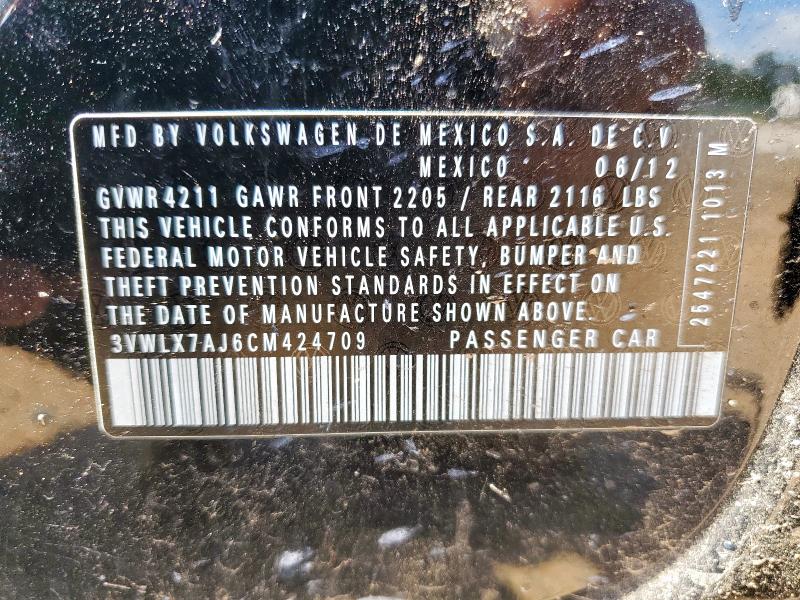 MFD BY VOLKSWAGEN DE MEXICO S.A. DE C.V.
MEXICO 06/12
GVWR 4211 GAWR FRONT 2205 / REAR 2116 LBS
THIS VEHICLE CONFORMS TO ALL APPLICABLE U.S.
FEDERAL MOTOR VEHICLE SAFETY, BUMPER AND
THEFT PREVENTION STANDARDS IN EFFECT ON
THE DATE OF MANUFACTURE SHOWN ABOVE.
3VWLX7AJ6CM424709 PASSENGER CAR
2547221 1013 M